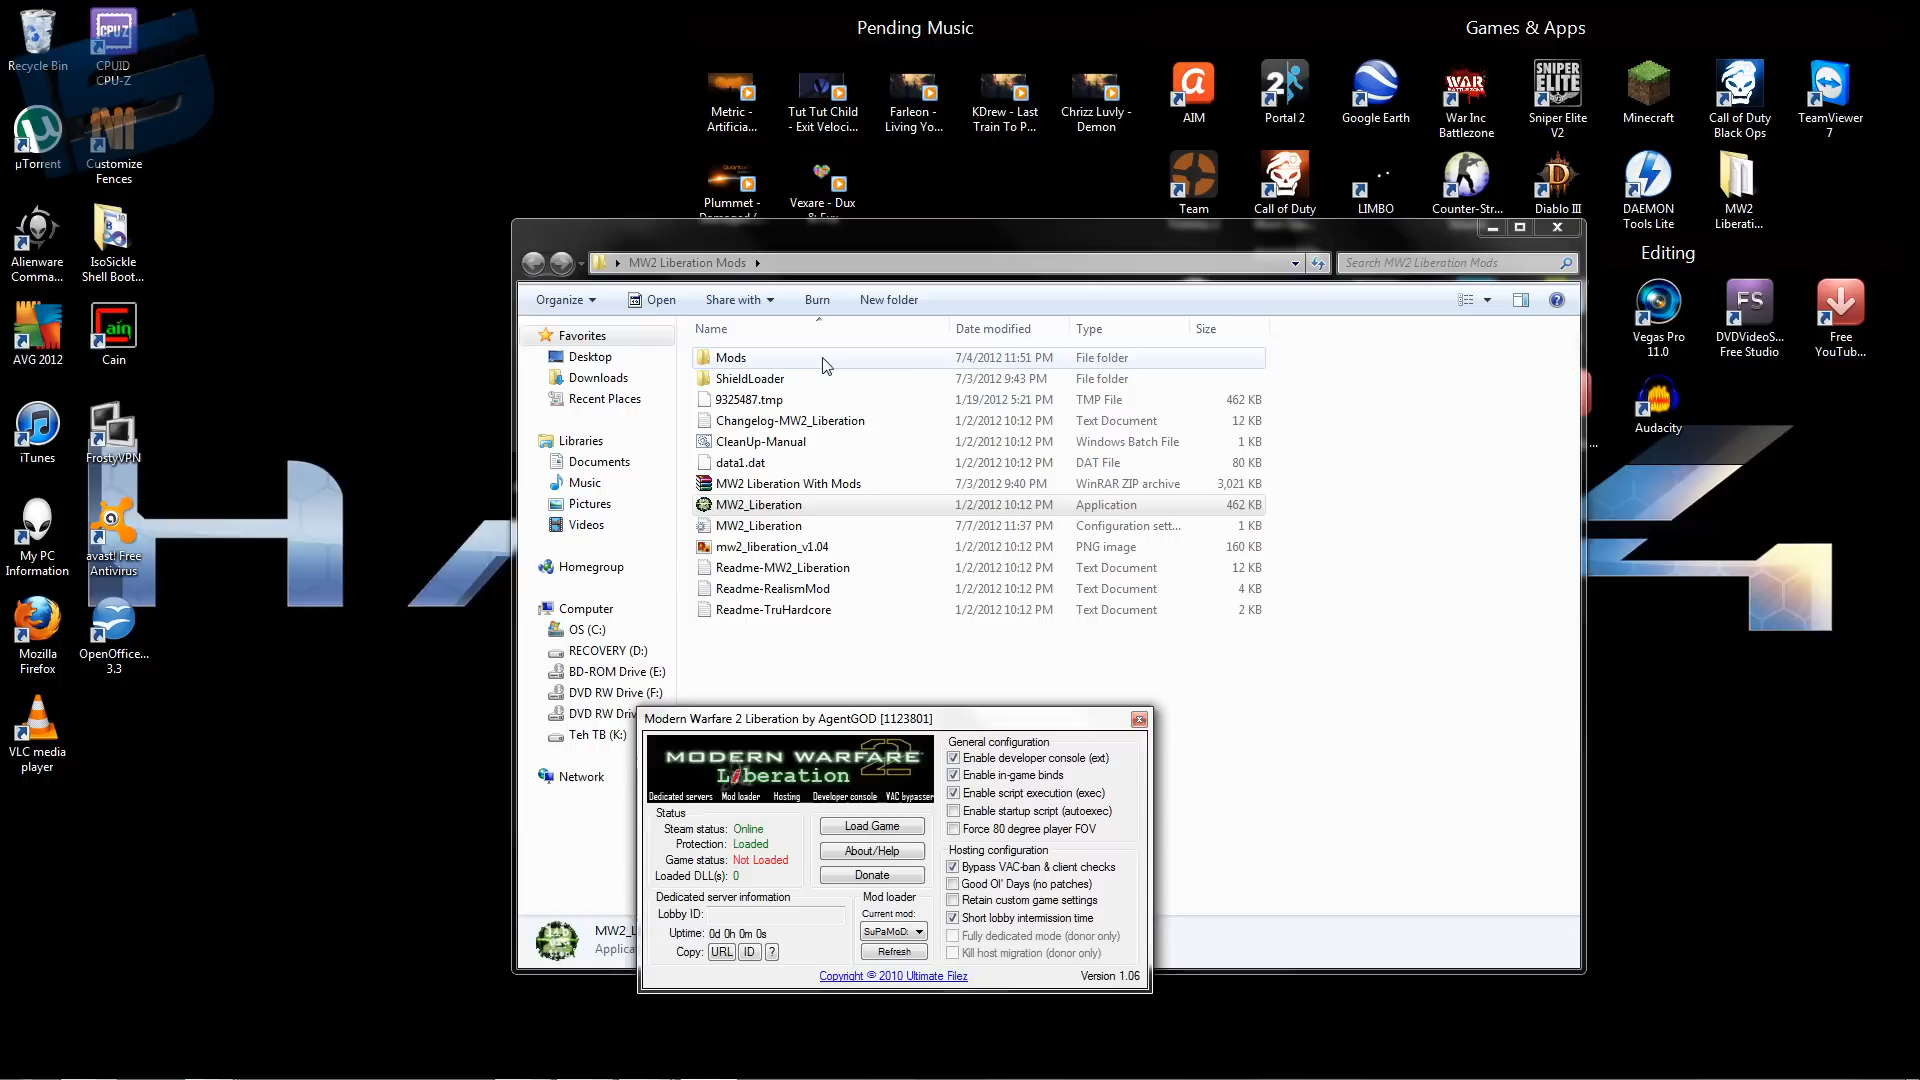 Pending Music
Games & Apps
Recycle Bin
CPUID
CPU-Z
µTorrent
Customize
Fences
Alienware
Comma...
IsoSickle
Shell Boot...
AVG 2012
Cain
iTunes
FrostyVPN
My PC
Information
avast! Free
Antivirus
Mozilla
Firefox
OpenOffice...
3.3
VLC media
player
Metric -
Artificia...
Tut Tut Child
- Exit Veloci...
Farleon -
Living Yo...
KDrew - Last
Train To P...
Chrizz Luvly -
Demon
Plummet -
Vexare - Dux
AIM
Portal 2
Google Earth
War Inc
Battlezone
Sniper Elite
V2
Minecraft
Call of Duty
Black Ops
TeamViewer
7
Team
Call of Duty
LIMBO
Counter-Str...
Diablo III
DAEMON
Tools Lite
MW2
Liberati...
Editing
Vegas Pro
11.0
DVDVideoS...
Free Studio
Free
YouTub...
Audacity
MW2 Liberation Mods
Search MW2 Liberation Mods
Organize Open Share with Burn New folder
Favorites
Desktop
Downloads
Recent Places
Libraries
Documents
Music
Pictures
Videos
Homegroup
Computer
OS (C:)
RECOVERY (D:)
BD-ROM Drive (E:)
DVD RW Drive (F:)
DVD RW Driv
Teh TB (K:)
Network
Name Date modified Type Size
Mods 7/4/2012 11:51 PM File folder
ShieldLoader 7/3/2012 9:43 PM File folder
9325487.tmp 1/19/2012 5:21 PM TMP File 462 KB
Changelog-MW2_Liberation 1/2/2012 10:12 PM Text Document 12 KB
CleanUp-Manual 1/2/2012 10:12 PM Windows Batch File 1 KB
data1.dat 1/2/2012 10:12 PM DAT File 80 KB
MW2 Liberation With Mods 7/3/2012 9:40 PM WinRAR ZIP archive 3,021 KB
MW2_Liberation 1/2/2012 10:12 PM Application 462 KB
MW2_Liberation 7/7/2012 11:37 PM Configuration sett... 1 KB
mw2_liberation_v1.04 1/2/2012 10:12 PM PNG image 160 KB
Readme-MW2_Liberation 1/2/2012 10:12 PM Text Document 12 KB
Readme-RealismMod 1/2/2012 10:12 PM Text Document 4 KB
Readme-TruHardcore 1/2/2012 10:12 PM Text Document 2 KB
MW2_L
Applica
Modern Warfare 2 Liberation by AgentGOD [1123801]
MODERN WARFARE 2
Liberation
Dedicated servers Mod loader Hosting Developer console VAC bypasser
Status
Steam status: Online
Protection: Loaded
Game status: Not Loaded
Loaded DLL(s): 0
Load Game
About/Help
Donate
Dedicated server information
Lobby ID:
Uptime: 0d 0h 0m 0s
Copy: URL ID ?
Mod loader
Current mod:
SuPaMoD:
Refresh
General configuration
Enable developer console (ext)
Enable in-game binds
Enable script execution (exec)
Enable startup script (autoexec)
Force 80 degree player FOV
Hosting configuration
Bypass VAC-ban & client checks
Good Ol' Days (no patches)
Retain custom game settings
Short lobby intermission time
Fully dedicated mode (donor only)
Kill host migration (donor only)
Copyright © 2010 Ultimate Filez
Version 1.06